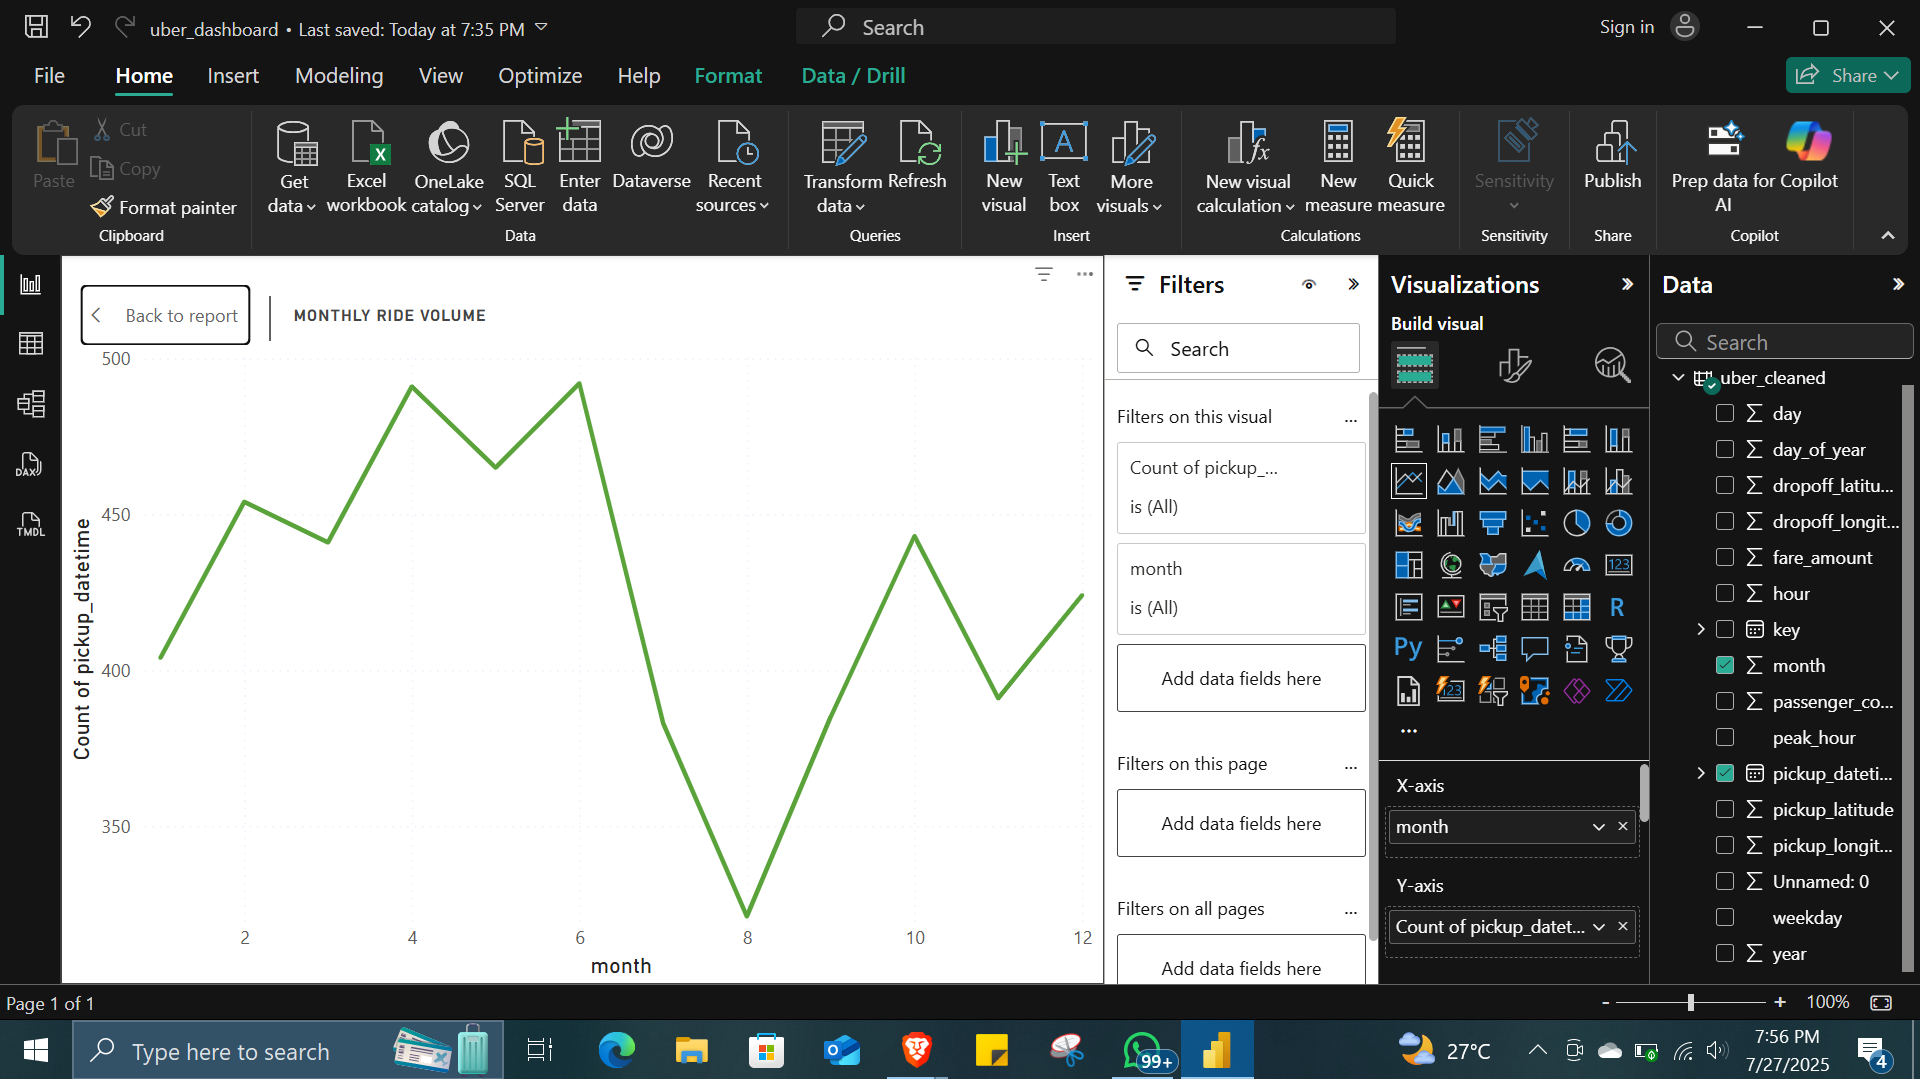 uber_dashboard • Last saved: Today at 7:35 PM
Search
Sign in
File
Home
Insert
Modeling
View
Optimize
Help
Format
Data / Drill
Share
Paste
Cut
Copy
Format painter
Clipboard
Get data
Excel workbook
OneLake catalog
SQL Server
Enter data
Dataverse
Recent sources
Data
Transform data
Refresh
Queries
New visual
Text box
More visuals
Insert
New visual calculation
New measure
Quick measure
Calculations
Sensitivity
Sensitivity
Publish
Share
Prep data for AI
Copilot
Copilot
DAX
TMDL
Back to report
MONTHLY RIDE VOLUME
Count of pickup_datetime
500
450
400
350
2
4
6
8
10
12
month
Filters
Search
Filters on this visual
...
Count of pickup_...
is (All)
month
is (All)
Add data fields here
Filters on this page
...
Add data fields here
Filters on all pages
...
Add data fields here
Visualizations
Build visual
123
R
Py
123
...
X-axis
month
Y-axis
Count of pickup_datet...
Data
Search
uber_cleaned
day
day_of_year
dropoff_latitu...
dropoff_longit...
fare_amount
hour
key
month
passenger_co...
peak_hour
pickup_dateti...
pickup_latitude
pickup_longit...
Unnamed: 0
weekday
year
Page 1 of 1
- + 100%
Type here to search
99+
27°C
7:56 PM
7/27/2025
4